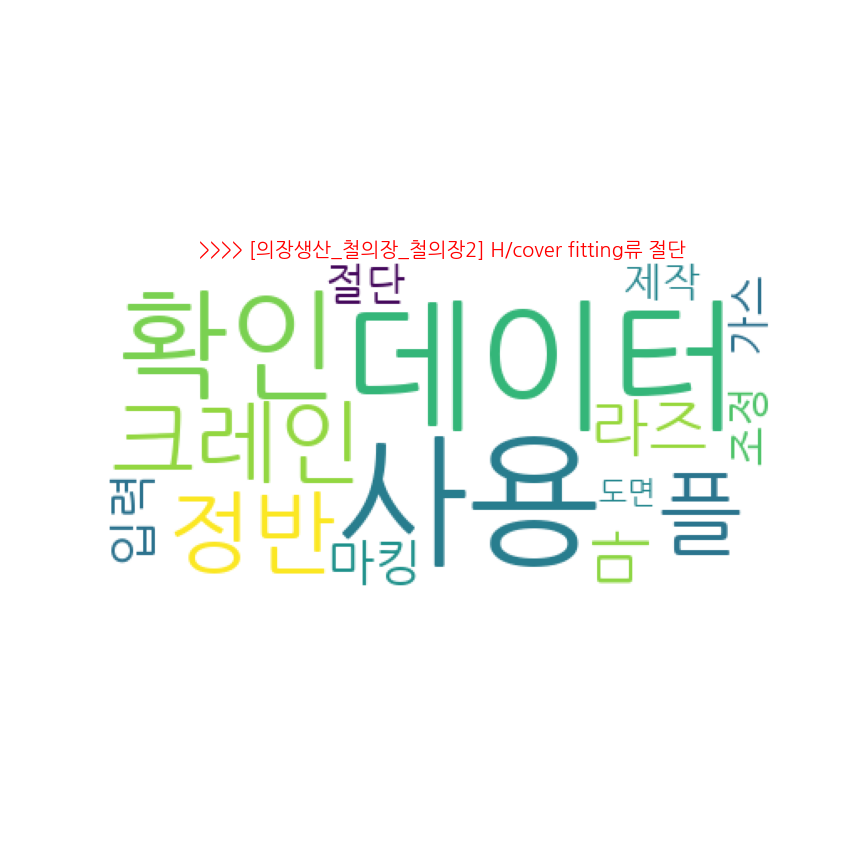 >>>> [의장생산_철의장_철의장2] H/cover fitting류 절단
절단
제작
가스
확인
데이터
크레인
라즈
조정
입력
정반
사용
도면
플
마킹
맘